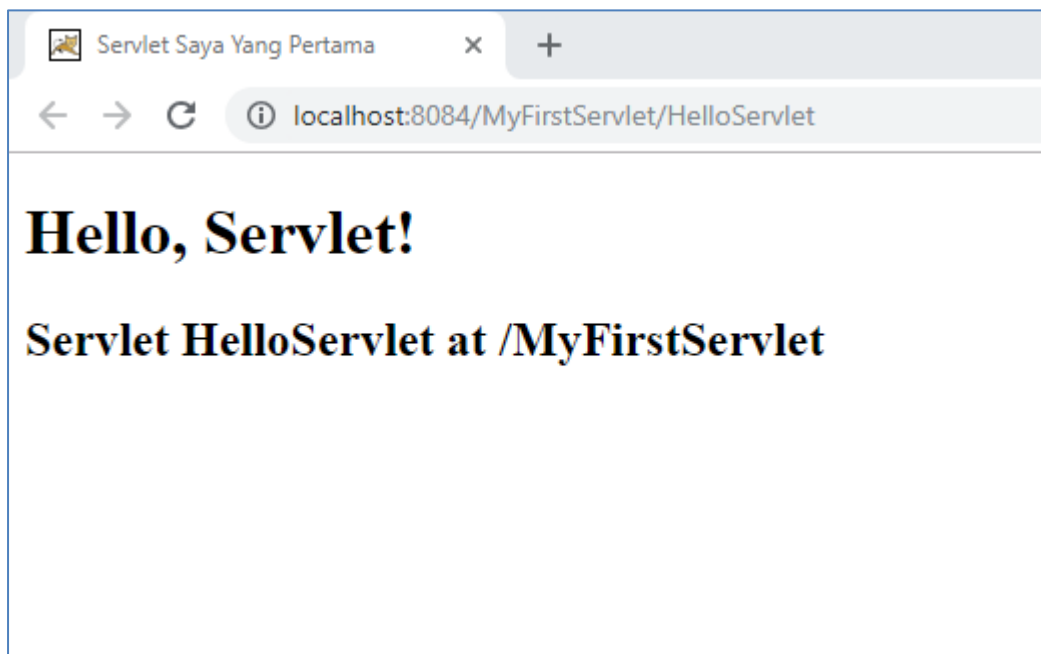 Servlet Saya Yang Pertama
localhost:8084/MyFirstServlet/HelloServlet
Hello, Servlet!
Servlet HelloServlet at /MyFirstServlet